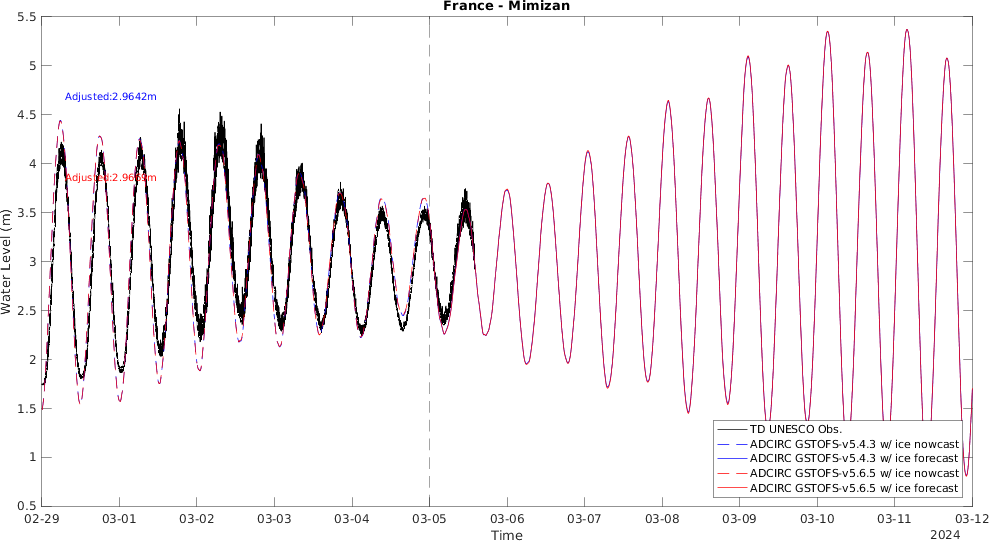 France - Mimizan
5.5
5
4.5
4
3.5
3
2.5
2
1.5
1
0.5
Water Level (m)
Adjusted:2.9642m
TD UNESCO Obs.
ADCIRC GSTOFS-v5.4.3 w/ ice nowcast
ADCIRC GSTOFS-v5.4.3 w/ ice forecast
ADCIRC GSTOFS-v5.6.5 w/ ice nowcast
ADCIRC GSTOFS-v5.6.5 w/ ice forecast
02-29 03-01 03-02 03-03 03-04 03-05 03-06 03-07 03-08 03-09 03-10 03-11 03-12
Time
2024